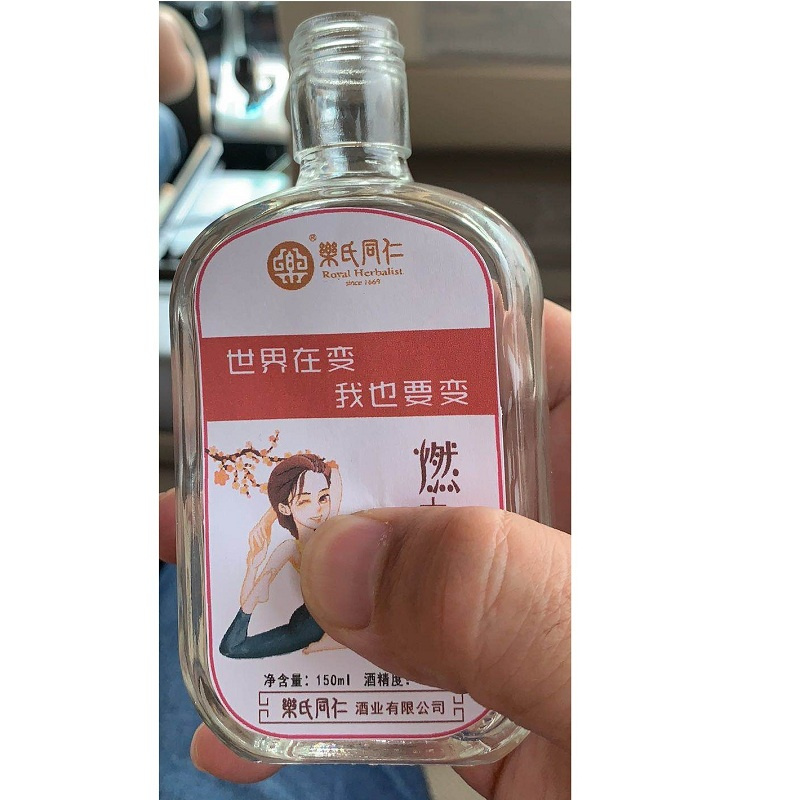 ® 樂氏同仁
Royal Herbalist
since 1669
世界在变
我也要变
燃
净含量：150ml 酒精度：
樂氏同仁 酒业有限公司